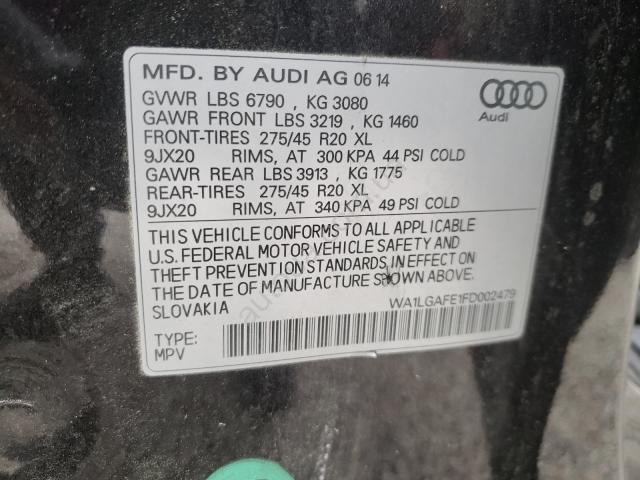 MFD. BY AUDI AG 06 14
Audi
GVWR LBS 6790 , KG 3080
GAWR FRONT LBS 3219 , KG 1460
FRONT-TIRES 275/45 R20 XL
9JX20 RIMS, AT 300 KPA 44 PSI COLD
GAWR REAR LBS 3913 , KG 1775
REAR-TIRES 275/45 R20 XL
9JX20 RIMS, AT 340 KPA 49 PSI COLD
THIS VEHICLE CONFORMS TO ALL APPLICABLE
U.S. FEDERAL MOTOR VEHICLE SAFETY AND
THEFT PREVENTION STANDARDS, IN EFFECT ON
THE DATE OF MANUFACTURE SHOWN ABOVE.
SLOVAKIA
WA1LGAFE1FD002479
TYPE:
MPV